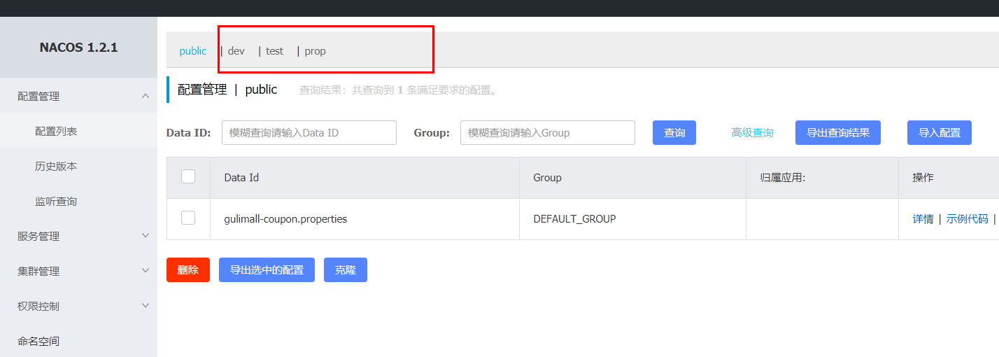 NACOS 1.2.1
配置管理
配置列表
历史版本
监听查询
服务管理
集群管理
权限控制
命名空间
public | dev | test | prop
配置管理 | public 查询结果：共查询到 1 条满足要求的配置。
Data ID: 模糊查询请输入Data ID Group: 模糊查询请输入Group 查询 高级查询 导出查询结果 导入配置
Data Id Group 归属应用: 操作
gulimall-coupon.properties DEFAULT_GROUP 详情 | 示例代码 |
删除 导出选中的配置 克隆